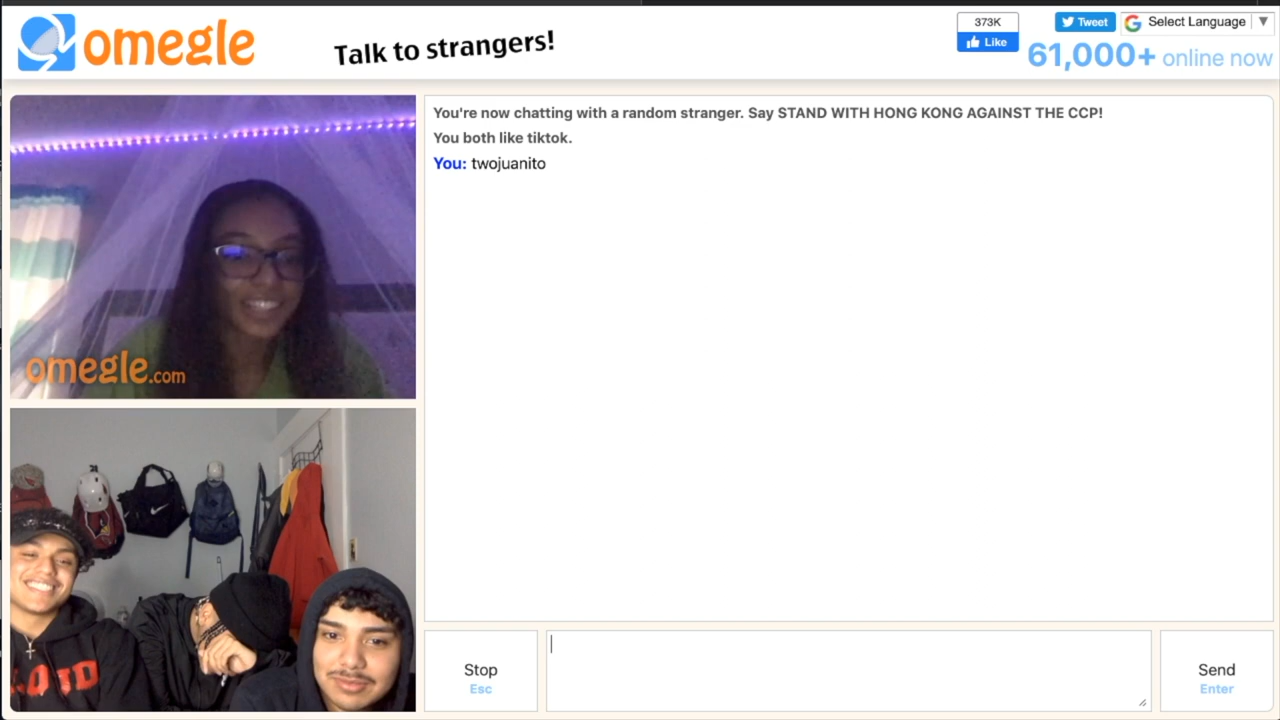 omegle
Talk to strangers!
373K
Like
Tweet
Select Language
61,000+ online now
You're now chatting with a random stranger. Say STAND WITH HONG KONG AGAINST THE CCP!
You both like tiktok.
You: twojuanito
omegle.com
LOUD
Stop
Esc
Send
Enter